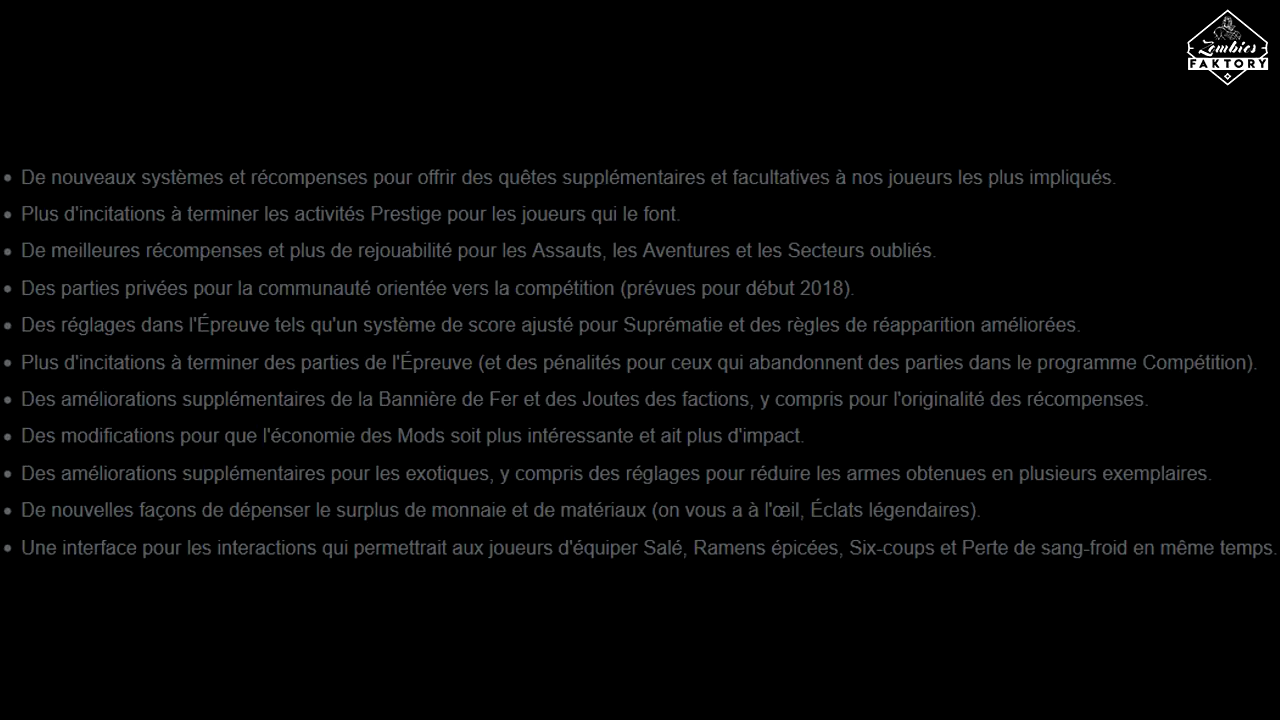 Zombies
FAKTORY
• De nouveaux systèmes et récompenses pour offrir des quêtes supplémentaires et facultatives à nos joueurs les plus impliqués.
• Plus d'incitations à terminer les activités Prestige pour les joueurs qui le font.
• De meilleures récompenses et plus de rejouabilité pour les Assauts, les Aventures et les Secteurs oubliés.
• Des parties privées pour la communauté orientée vers la compétition (prévues pour début 2018).
• Des réglages dans l'Épreuve tels qu'un système de score ajusté pour Suprématie et des règles de réapparition améliorées.
• Plus d'incitations à terminer des parties de l'Épreuve (et des pénalités pour ceux qui abandonnent des parties dans le programme Compétition).
• Des améliorations supplémentaires de la Bannière de Fer et des Joutes des factions, y compris pour l'originalité des récompenses.
• Des modifications pour que l'économie des Mods soit plus intéressante et ait plus d'impact.
• Des améliorations supplémentaires pour les exotiques, y compris des réglages pour réduire les armes obtenues en plusieurs exemplaires.
• De nouvelles façons de dépenser le surplus de monnaie et de matériaux (on vous a à l'œil, Éclats légendaires).
• Une interface pour les interactions qui permettrait aux joueurs d'équiper Salé, Ramens épicées, Six-coups et Perte de sang-froid en même temps.